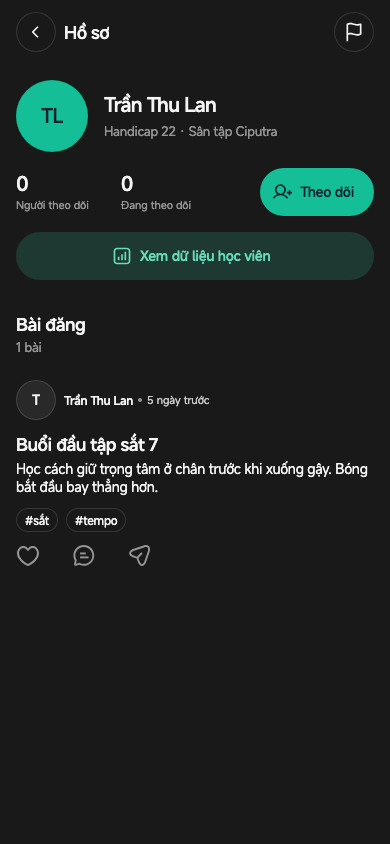 Hồ sơ
TL
Trần Thu Lan
Handicap 22 · Sân tập Ciputra
0
Người theo dõi
0
Đang theo dõi
Theo dõi
Xem dữ liệu học viên
Bài đăng
1 bài
T
Trần Thu Lan • 5 ngày trước
Buổi đầu tập sắt 7
Học cách giữ trọng tâm ở chân trước khi xuống gậy. Bóng
bắt đầu bay thẳng hơn.
#sắt
#tempo